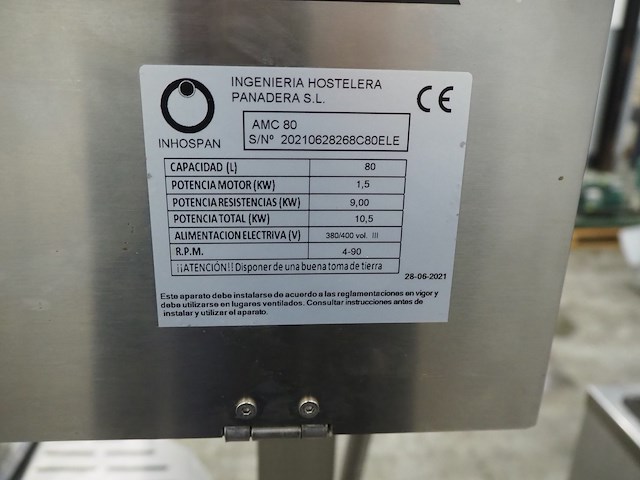 INGENIERIA HOSTELERA
PANADERA S.L.
CE
INHOSPAN
AMC 80
S/Nº 20210628268C80ELE
CAPACIDAD (L) 80
POTENCIA MOTOR (KW) 1,5
POTENCIA RESISTENCIAS (KW) 9,00
POTENCIA TOTAL (KW) 10,5
ALIMENTACION ELECTRIVA (V) 380/400 vol. III
R.P.M. 4-90
¡¡ATENCIÓN!! Disponer de una buena toma de tierra
28-06-2021
Este aparato debe instalarse de acuerdo a las reglamentaciones en vigor y
debe utilizarse en lugares ventilados. Consultar instrucciones antes de
instalar y utilizar el aparato.